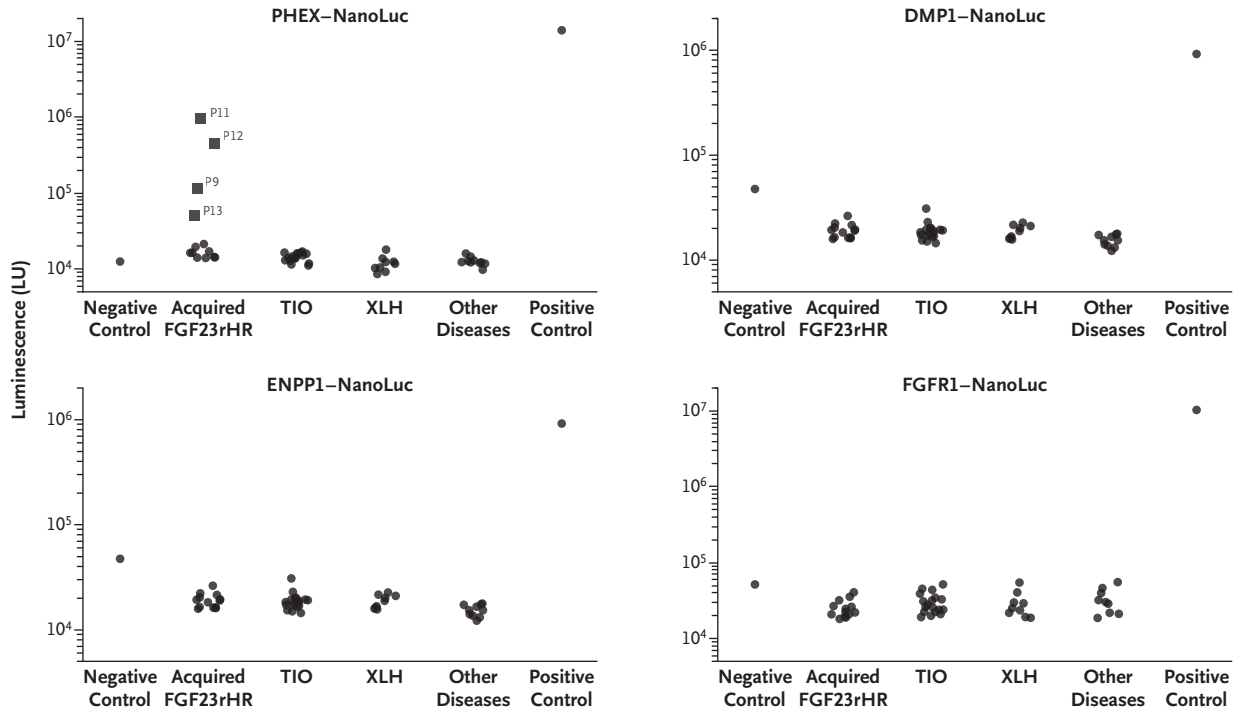 PHEX–NanoLuc
10⁷
10⁶
10⁵
10⁴
P11
P12
P9
P13
Negative Control
Acquired FGF23rHR
TIO
XLH
Other Diseases
Positive Control
DMP1–NanoLuc
10⁶
10⁵
10⁴
Negative Control
Acquired FGF23rHR
TIO
XLH
Other Diseases
Positive Control
Luminescence (LU)
ENPP1–NanoLuc
10⁶
10⁵
10⁴
Negative Control
Acquired FGF23rHR
TIO
XLH
Other Diseases
Positive Control
FGFR1–NanoLuc
10⁷
10⁶
10⁵
10⁴
Negative Control
Acquired FGF23rHR
TIO
XLH
Other Diseases
Positive Control